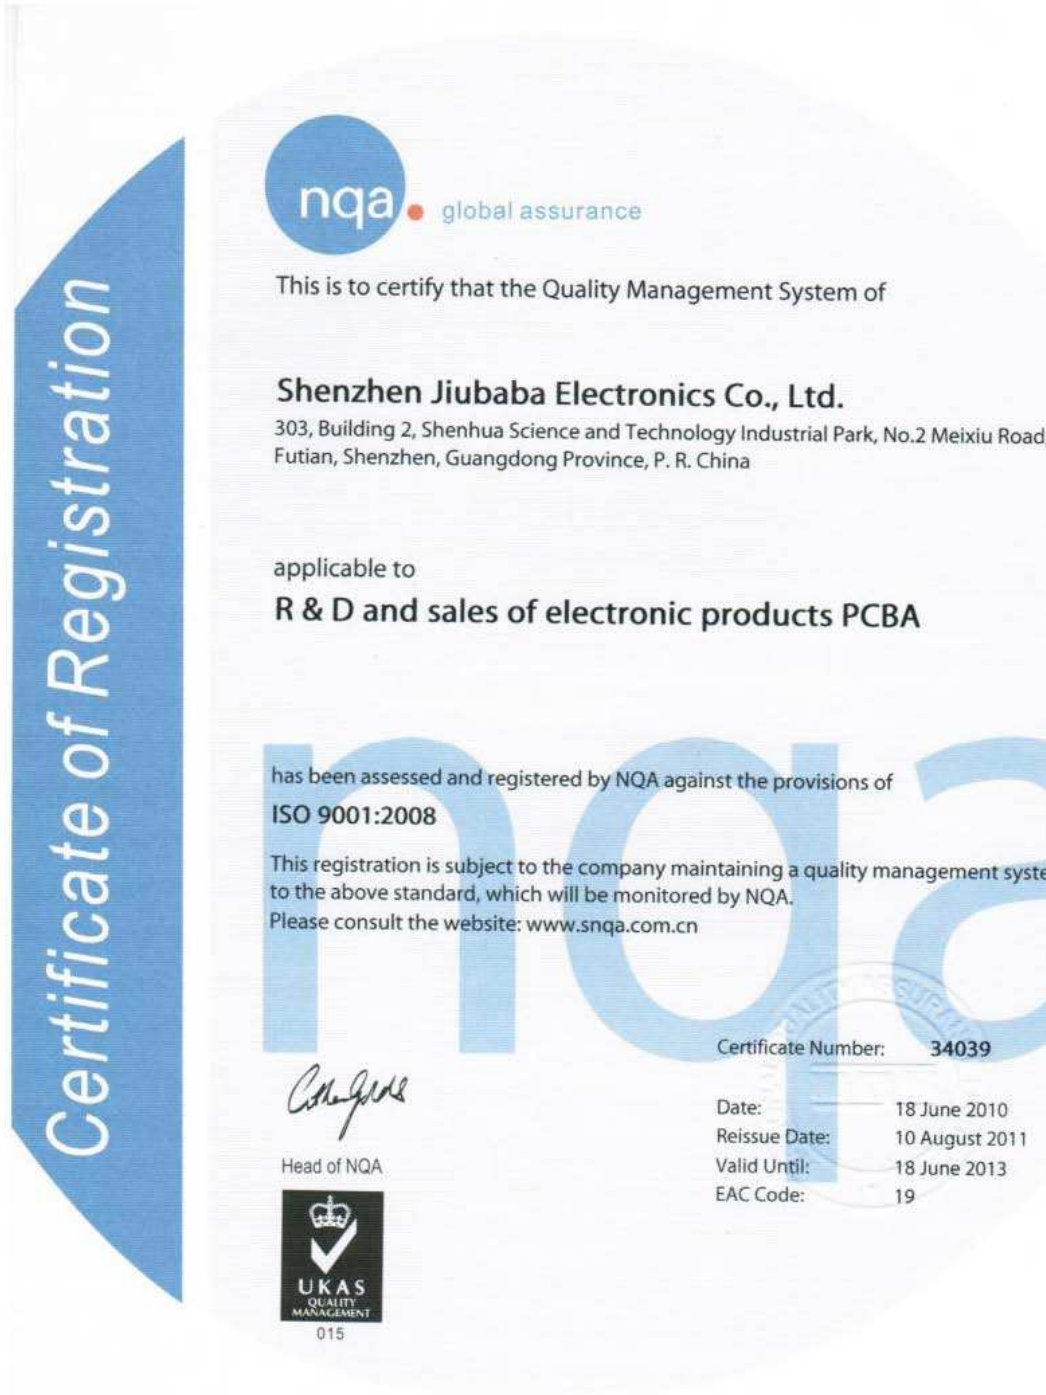 Certificate of Registration
nqa. global assurance
This is to certify that the Quality Management System of
Shenzhen Jiubaba Electronics Co., Ltd.
303, Building 2, Shenhua Science and Technology Industrial Park, No.2 Meixiu Road
Futian, Shenzhen, Guangdong Province, P. R. China
applicable to
R & D and sales of electronic products PCBA
nqa
has been assessed and registered by NQA against the provisions of
ISO 9001:2008
This registration is subject to the company maintaining a quality management syste
to the above standard, which will be monitored by NQA.
Please consult the website: www.snqa.com.cn
Certificate Number: 34039
Date: 18 June 2010
Reissue Date: 10 August 2011
Valid Until: 18 June 2013
EAC Code: 19
Head of NQA
UKAS
QUALITY
MANAGEMENT
015